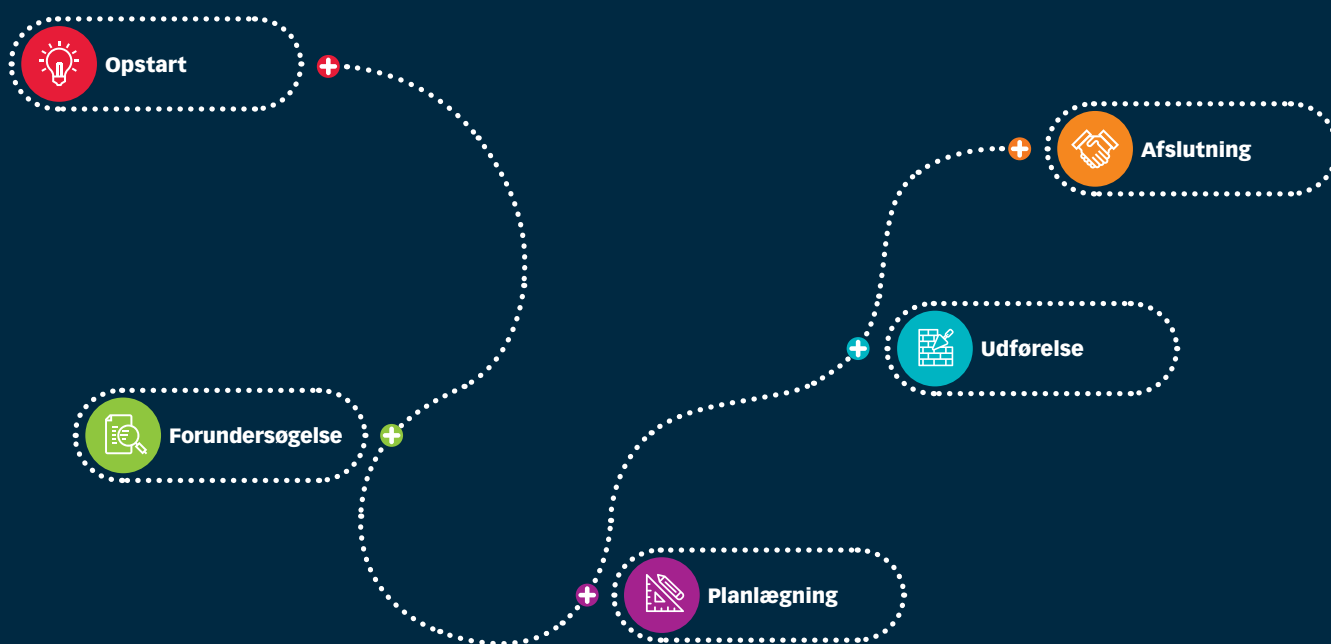 Opstart
Forundersøgelse
Planlægning
Udførelse
Afslutning